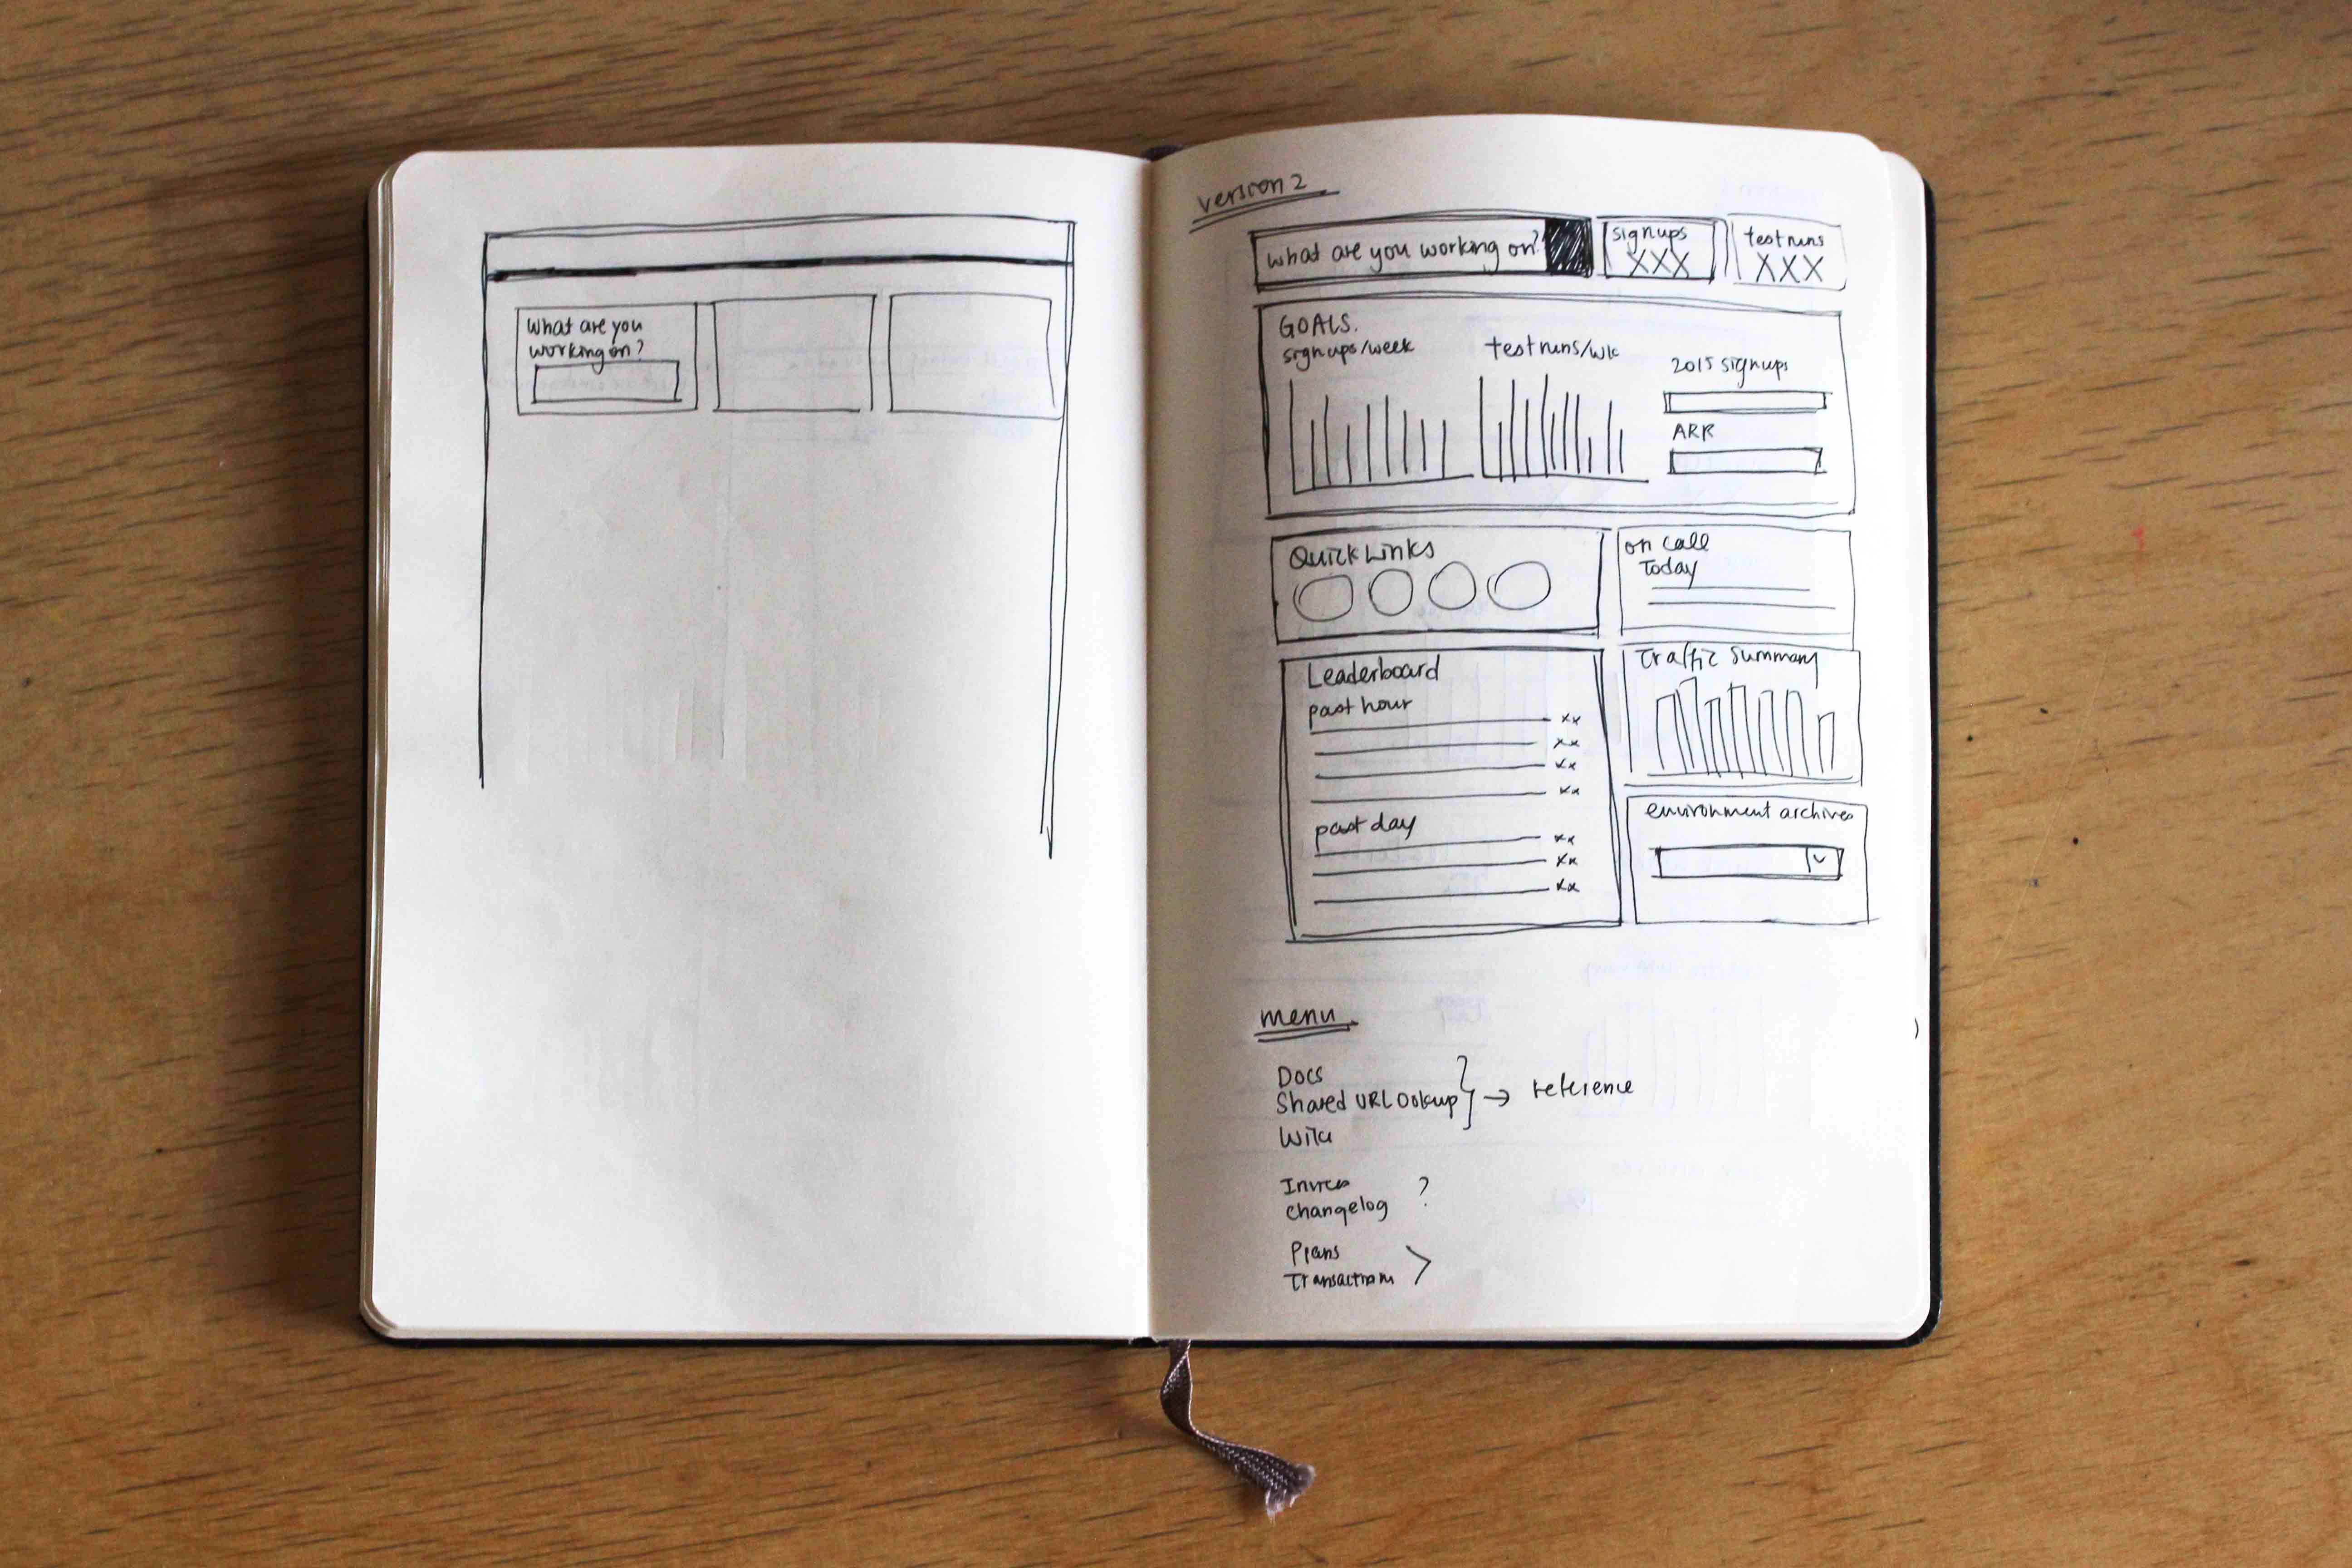 What are you
working on?
version 2
what are you working on?
signups
XXX
test runs
XXX
GOALS.
signups/week
test runs/wk
2015 signups
ARR
Quick Links
on call
Today
Leaderboard
past hour
xx
xx
xx
xx
past day
xx
xx
xx
Traffic Summary
environment archives
menu
Docs
Shared URL Lookup → reference
Wiki
?
changelog
Plans
Transactions